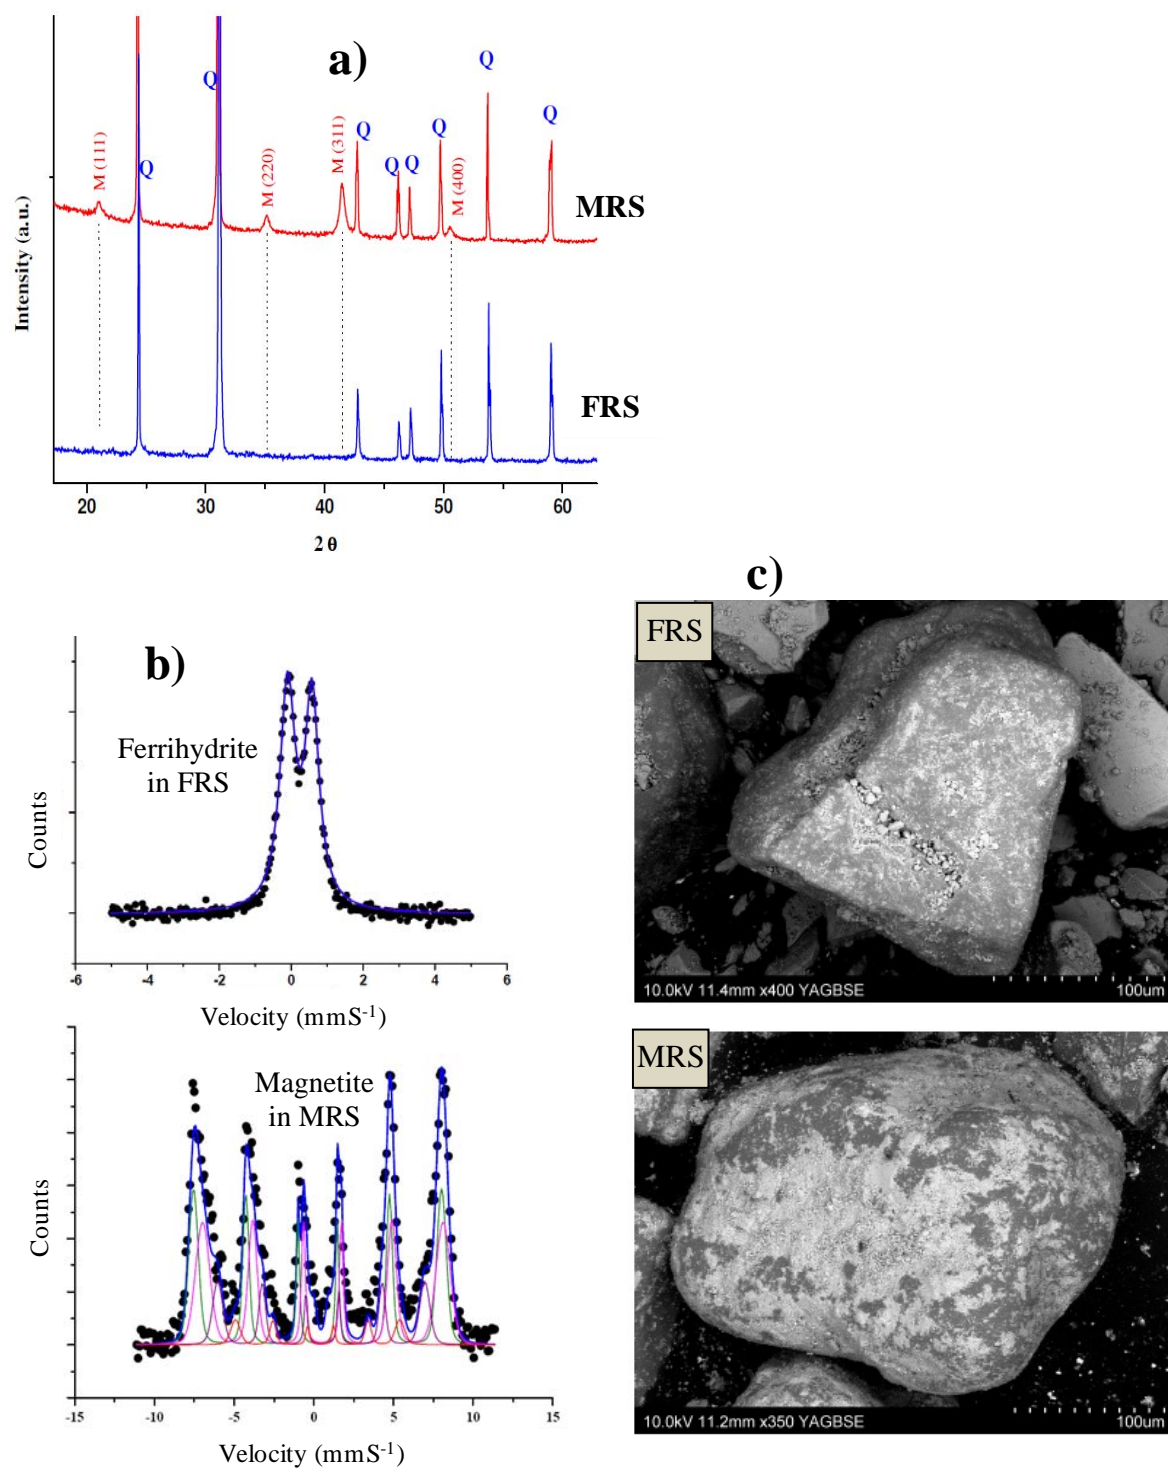 a)
Q
Q
Q
Q
Q
Q
Q
Q
M (111)
M (220)
M (311)
M (400)
MRS
FRS
Intensity (a.u.)
20 30 40 50 60
2 θ
b)
Ferrihydrite
in FRS
Counts
-6 -4 -2 0 2 4 6
Velocity (mmS⁻¹)
Magnetite
in MRS
Counts
-15 -10 -5 0 5 10 15
Velocity (mmS⁻¹)
c)
FRS
10.0kV 11.4mm x400 YAGBSE 100um
MRS
10.0kV 11.2mm x350 YAGBSE 100um